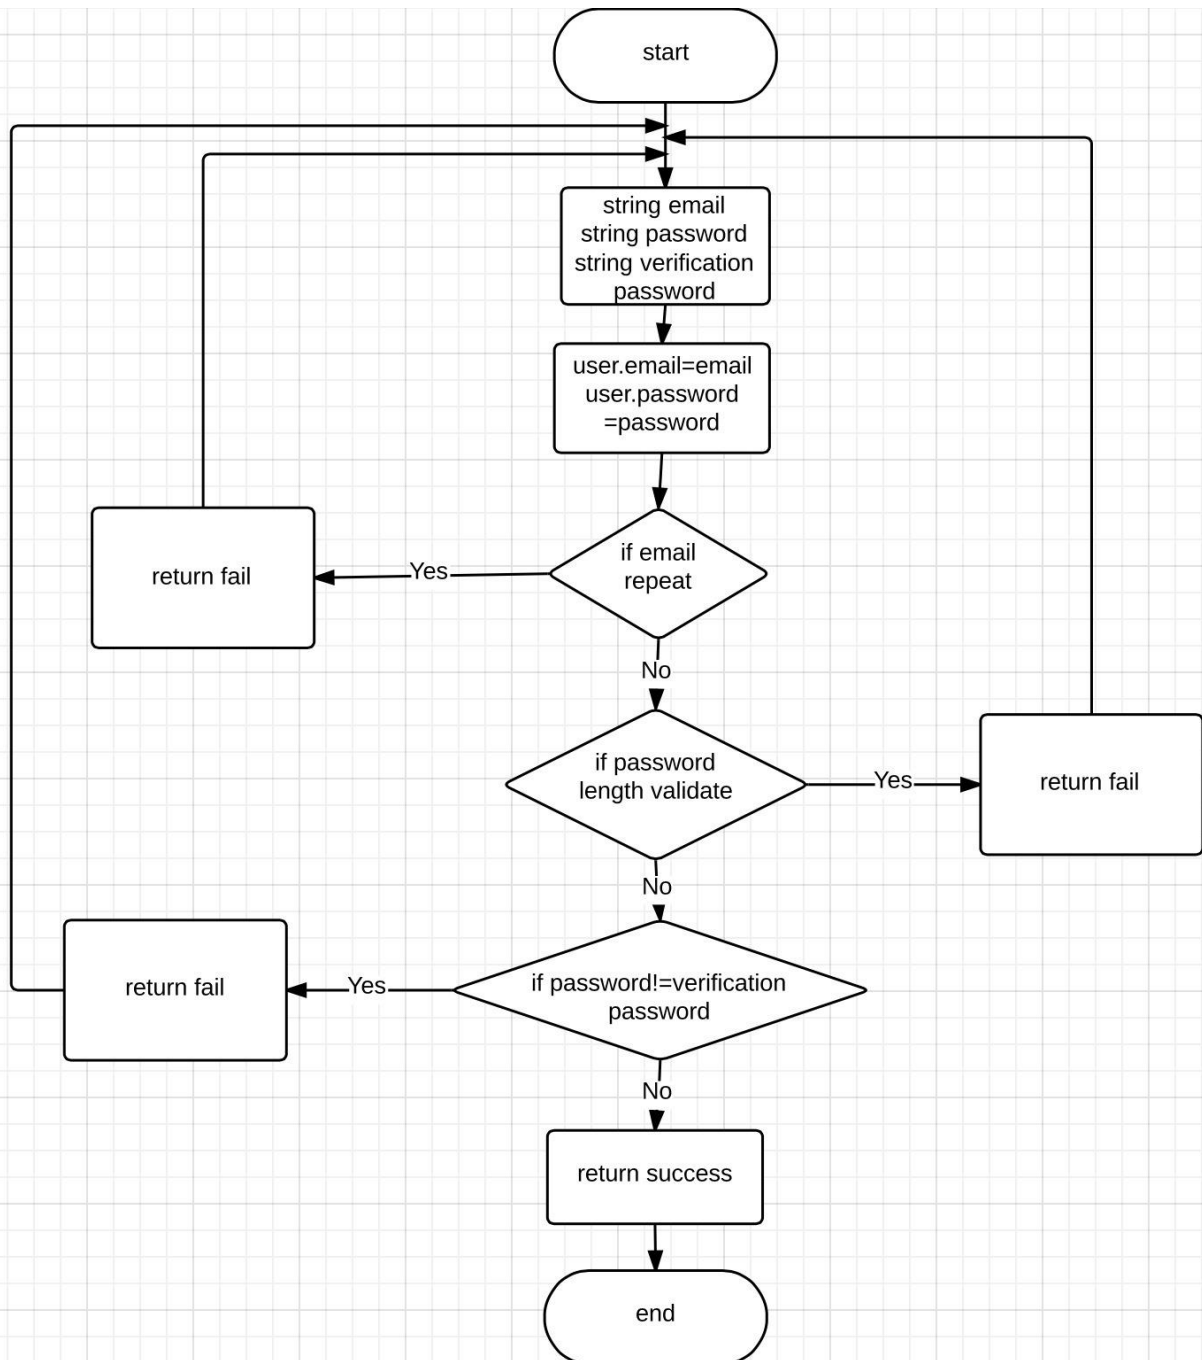 start
string email
string password
string verification
password
user.email=email
user.password
=password
if email
repeat
Yes
return fail
No
if password
length validate
Yes
return fail
No
if password!=verification
password
Yes
return fail
No
return success
end